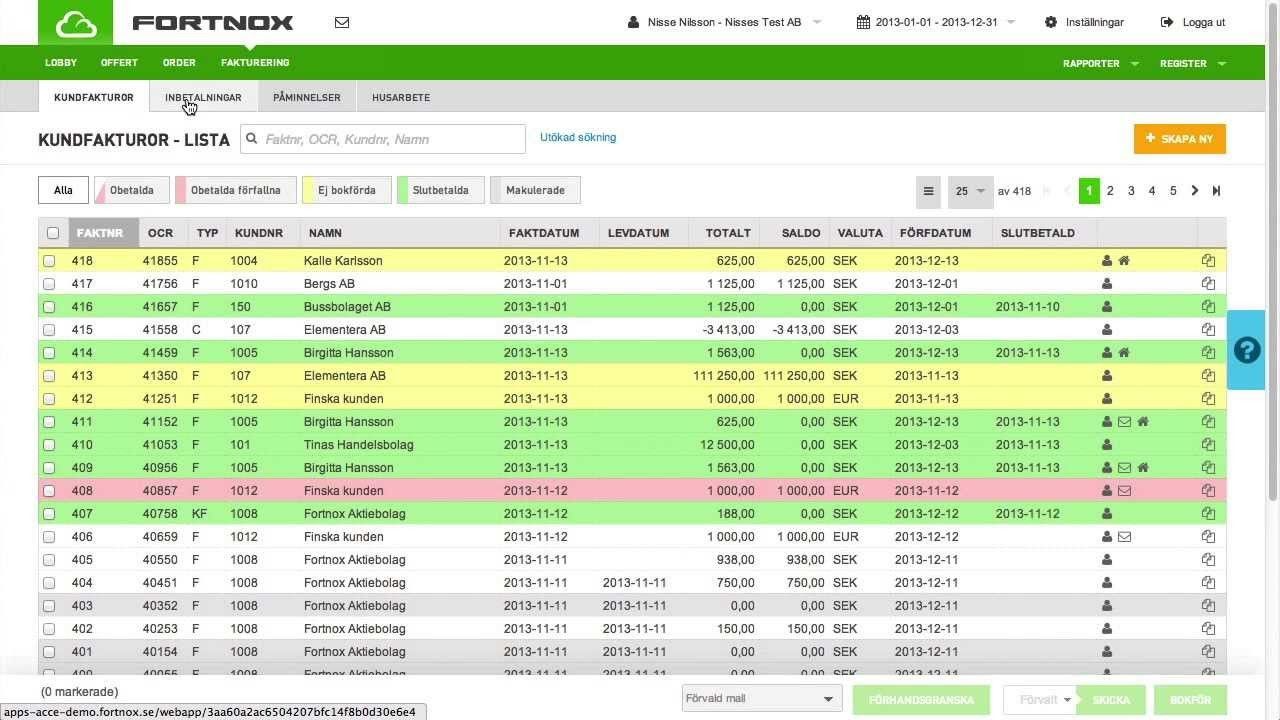 FORTNOX
Nisse Nilsson - Nisses Test AB
2013-01-01 - 2013-12-31
Inställningar
Logga ut
LOBBY OFFERT ORDER FAKTURERING RAPPORTER REGISTER
KUNDFAKTUROR INBETALNINGAR PÅMINNELSER HUSARBETE
KUNDFAKTUROR - LISTA Faktnr, OCR, Kundnr, Namn Utökad sökning + SKAPA NY
Alla Obetalda Obetalda förfallna Ej bokförda Slutbetalda Makulerade 25 av 418 1 2 3 4 5
FAKTNR OCR TYP KUNDNR NAMN FAKTDATUM LEVDATUM TOTALT SALDO VALUTA FÖRFDATUM SLUTBETALD
418 41855 F 1004 Kalle Karlsson 2013-11-13 625,00 625,00 SEK 2013-12-13
417 41756 F 1010 Bergs AB 2013-11-01 1 125,00 1 125,00 SEK 2013-12-01
416 41657 F 150 Bussbolaget AB 2013-11-01 1 125,00 0,00 SEK 2013-12-01 2013-11-10
415 41558 C 107 Elementera AB 2013-11-13 -3 413,00 -3 413,00 SEK 2013-12-03
414 41459 F 1005 Birgitta Hansson 2013-11-13 1 563,00 0,00 SEK 2013-12-13 2013-11-13
413 41350 F 107 Elementera AB 2013-11-13 111 250,00 111 250,00 SEK 2013-11-13
412 41251 F 1012 Finska kunden 2013-11-13 1 000,00 1 000,00 EUR 2013-11-13
411 41152 F 1005 Birgitta Hansson 2013-11-13 625,00 0,00 SEK 2013-12-13 2013-11-13
410 41053 F 101 Tinas Handelsbolag 2013-11-13 12 500,00 0,00 SEK 2013-12-03 2013-11-13
409 40956 F 1005 Birgitta Hansson 2013-11-13 1 563,00 0,00 SEK 2013-12-13 2013-11-13
408 40857 F 1012 Finska kunden 2013-11-12 1 000,00 1 000,00 EUR 2013-11-12
407 40758 KF 1008 Fortnox Aktiebolag 2013-11-12 188,00 0,00 SEK 2013-12-12 2013-11-12
406 40659 F 1012 Finska kunden 2013-11-12 1 000,00 1 000,00 EUR 2013-12-12
405 40550 F 1008 Fortnox Aktiebolag 2013-11-11 938,00 938,00 SEK 2013-12-11
404 40451 F 1008 Fortnox Aktiebolag 2013-11-11 2013-11-11 750,00 750,00 SEK 2013-12-11
403 40352 F 1008 Fortnox Aktiebolag 2013-11-11 2013-11-11 0,00 0,00 SEK 2013-12-11
402 40253 F 1008 Fortnox Aktiebolag 2013-11-11 2013-11-11 150,00 150,00 SEK 2013-12-11
401 40154 F 1008 Fortnox Aktiebolag 2013-11-11 2013-11-11 0,00 0,00 SEK 2013-12-11
400 40055 F 1008 Fortnox Aktiebolag 2013-11-11 2013-11-11 0,00 0,00 SEK 2013-12-11
(0 markerade) Förvald mall FÖRHANDSGRANSKA Förvalt SKICKA BOKFÖR
apps-acce-demo.fortnox.se/webapp/3aa60a2ac6504207bfc14f8b0d30e6e4